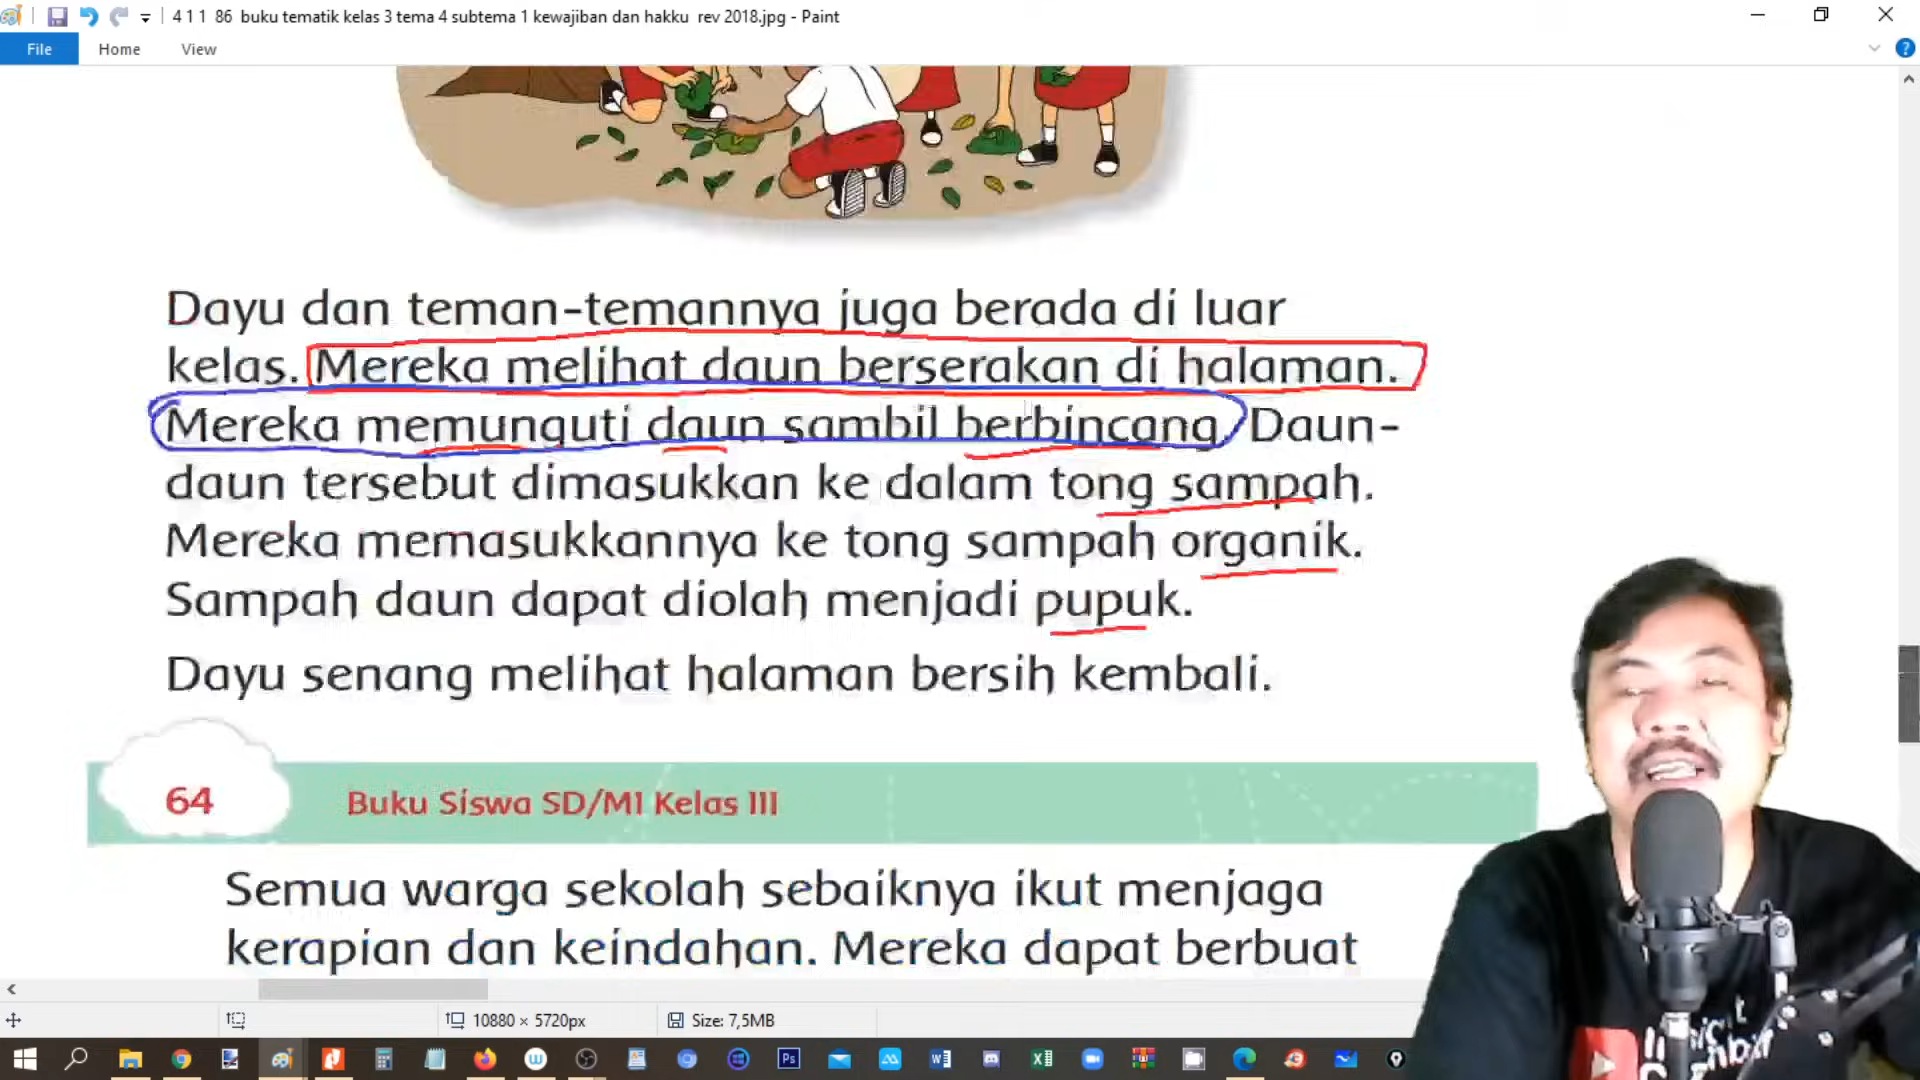 4 1 1  86  buku tematik kelas 3 tema 4 subtema 1 kewajiban dan hakku  rev 2018.jpg - Paint
File Home View
Dayu dan teman-temannya juga berada di luar
kelas. Mereka melihat daun berserakan di halaman.
Mereka memunguti daun sambil berbincang. Daun-
daun tersebut dimasukkan ke dalam tong sampah.
Mereka memasukkannya ke tong sampah organik.
Sampah daun dapat diolah menjadi pupuk.
Dayu senang melihat halaman bersih kembali.
64 Buku Siswa SD/MI Kelas III
Semua warga sekolah sebaiknya ikut menjaga
kerapian dan keindahan. Mereka dapat berbuat
10880 × 5720px Size: 7,5MB